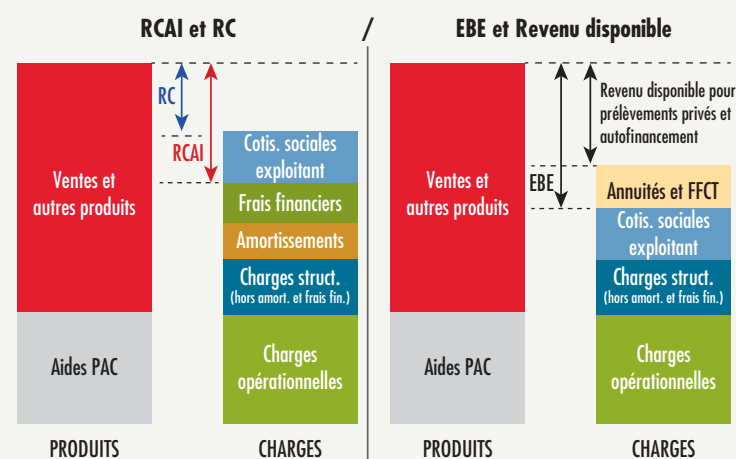 RCAI et RC
/
EBE et Revenu disponible
RC
RCAI
Ventes et
autres produits
Aides PAC
Cotis. sociales
exploitant
Frais financiers
Amortissements
Charges struct.
(hors amort. et frais fin.)
Charges
opérationnelles
PRODUITS
CHARGES
Revenu disponible pour
prélèvements privés et
autofinancement
EBE
Ventes et
autres produits
Aides PAC
Annuités et FFCT
Cotis. sociales
exploitant
Charges struct.
(hors amort. et frais fin.)
Charges
opérationnelles
PRODUITS
CHARGES